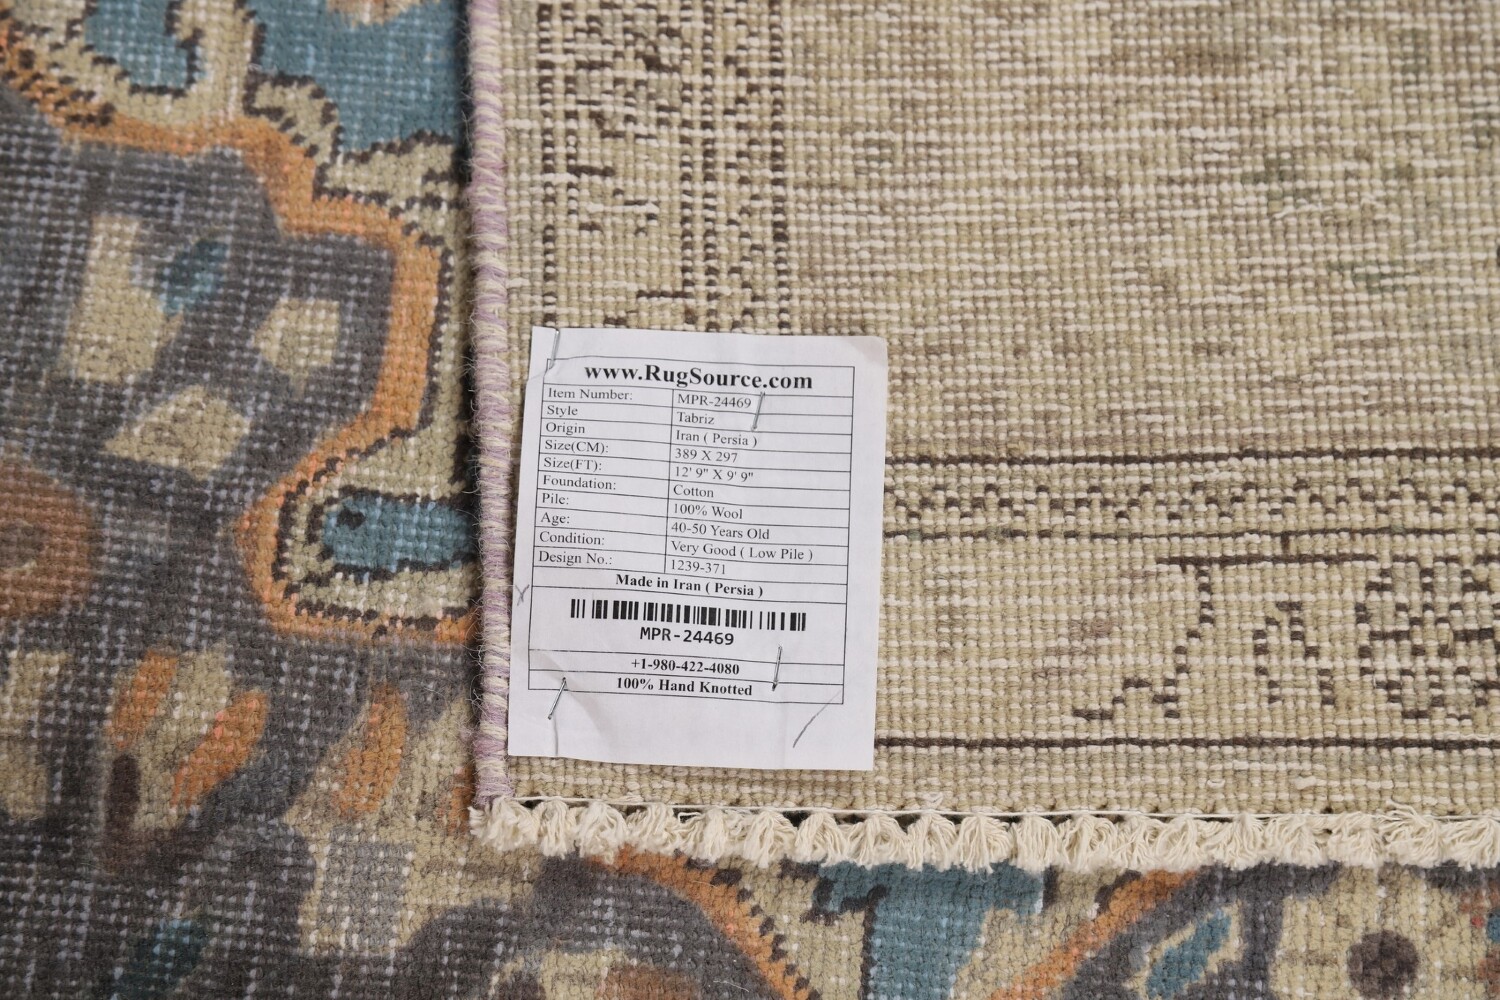 www.RugSource.com
Item Number: MPR-24469
Style Tabriz
Origin Iran ( Persia )
Size(CM): 389 X 297
Size(FT): 12' 9" X 9' 9"
Foundation: Cotton
Pile: 100% Wool
Age: 40-50 Years Old
Condition: Very Good ( Low Pile )
Design No.: 1239-371
Made in Iran ( Persia )
MPR-24469
+1-980-422-4080
100% Hand Knotted